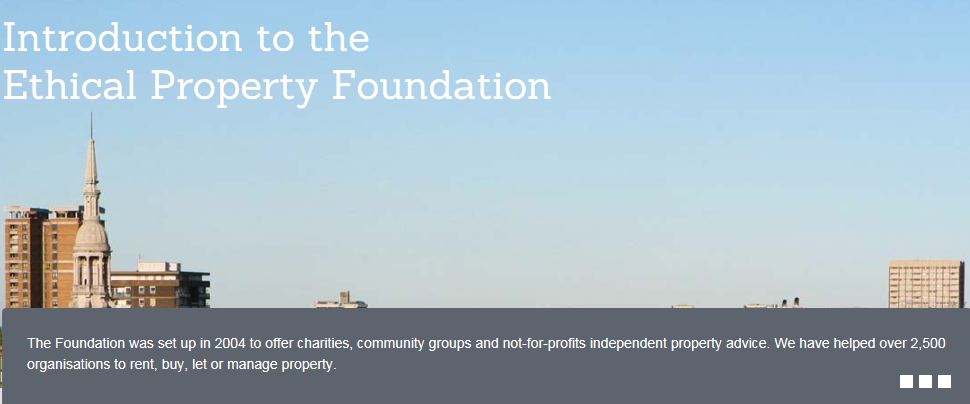 Introduction to the
Ethical Property Foundation
The Foundation was set up in 2004 to offer charities, community groups and not-for-profits independent property advice. We have helped over 2,500
organisations to rent, buy, let or manage property.